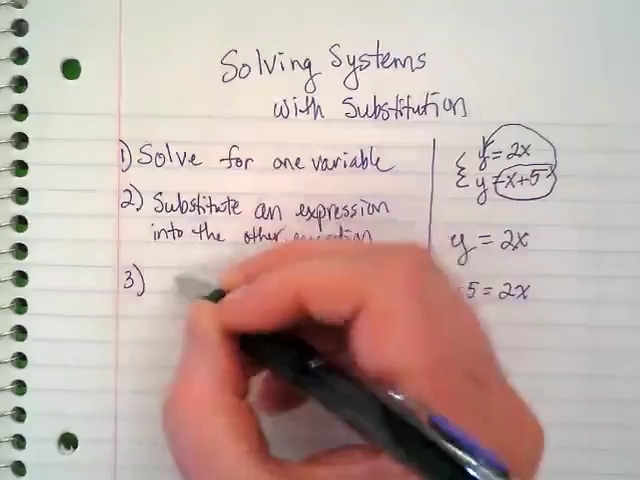 Solving Systems
with Substitution
1) Solve for one variable
2) Substitute an expression
into the other equation
3)
y = 2x
y = x+5
y = 2x
5 = 2x